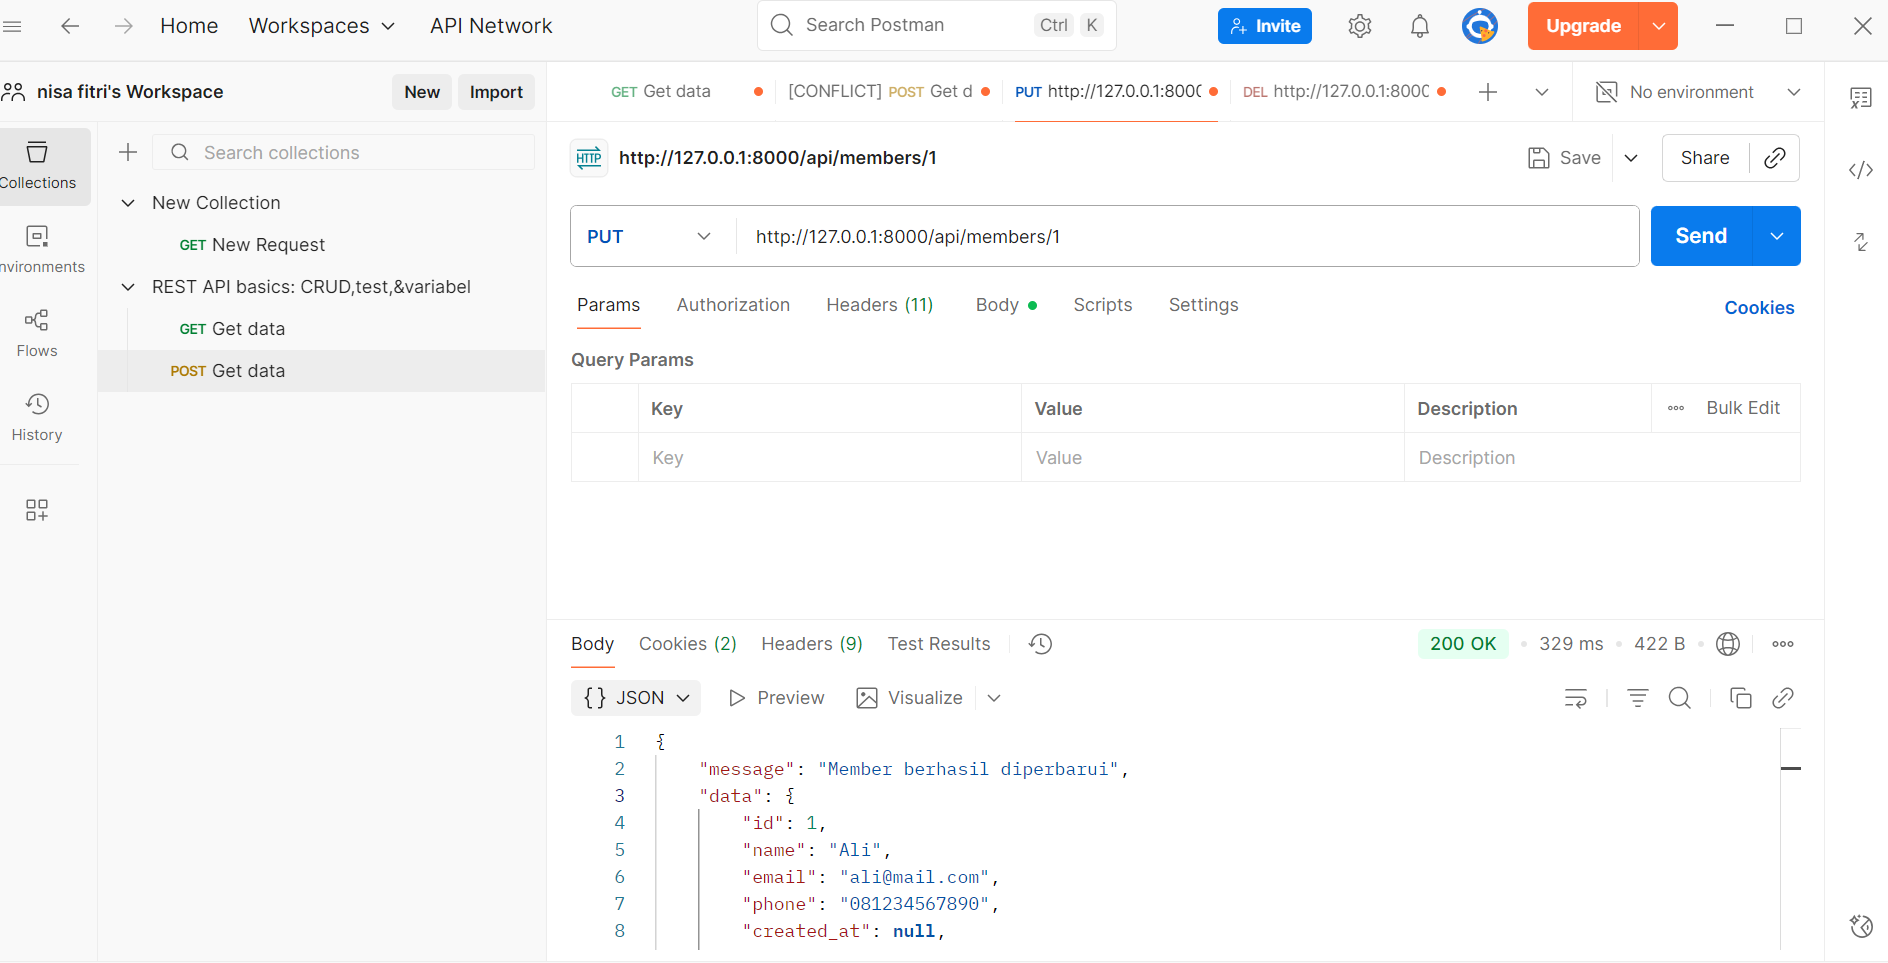 Home Workspaces API Network Search Postman Ctrl K Invite Upgrade
nisa fitri's Workspace New Import
GET Get data [CONFLICT] POST Get d PUT http://127.0.0.1:8000 DEL http://127.0.0.1:8000 No environment
Collections
nvironments
Flows
History
Search collections
New Collection
GET New Request
REST API basics: CRUD,test,&variabel
GET Get data
POST Get data
HTTP http://127.0.0.1:8000/api/members/1 Save Share
PUT http://127.0.0.1:8000/api/members/1 Send
Params Authorization Headers (11) Body Scripts Settings Cookies
Query Params
Key Value Description Bulk Edit
Key Value Description
Body Cookies (2) Headers (9) Test Results 200 OK 329 ms 422 B
{} JSON Preview Visualize
1 {
2 "message": "Member berhasil diperbarui",
3 "data": {
4 "id": 1,
5 "name": "Ali",
6 "email": "ali@mail.com",
7 "phone": "081234567890",
8 "created_at": null,